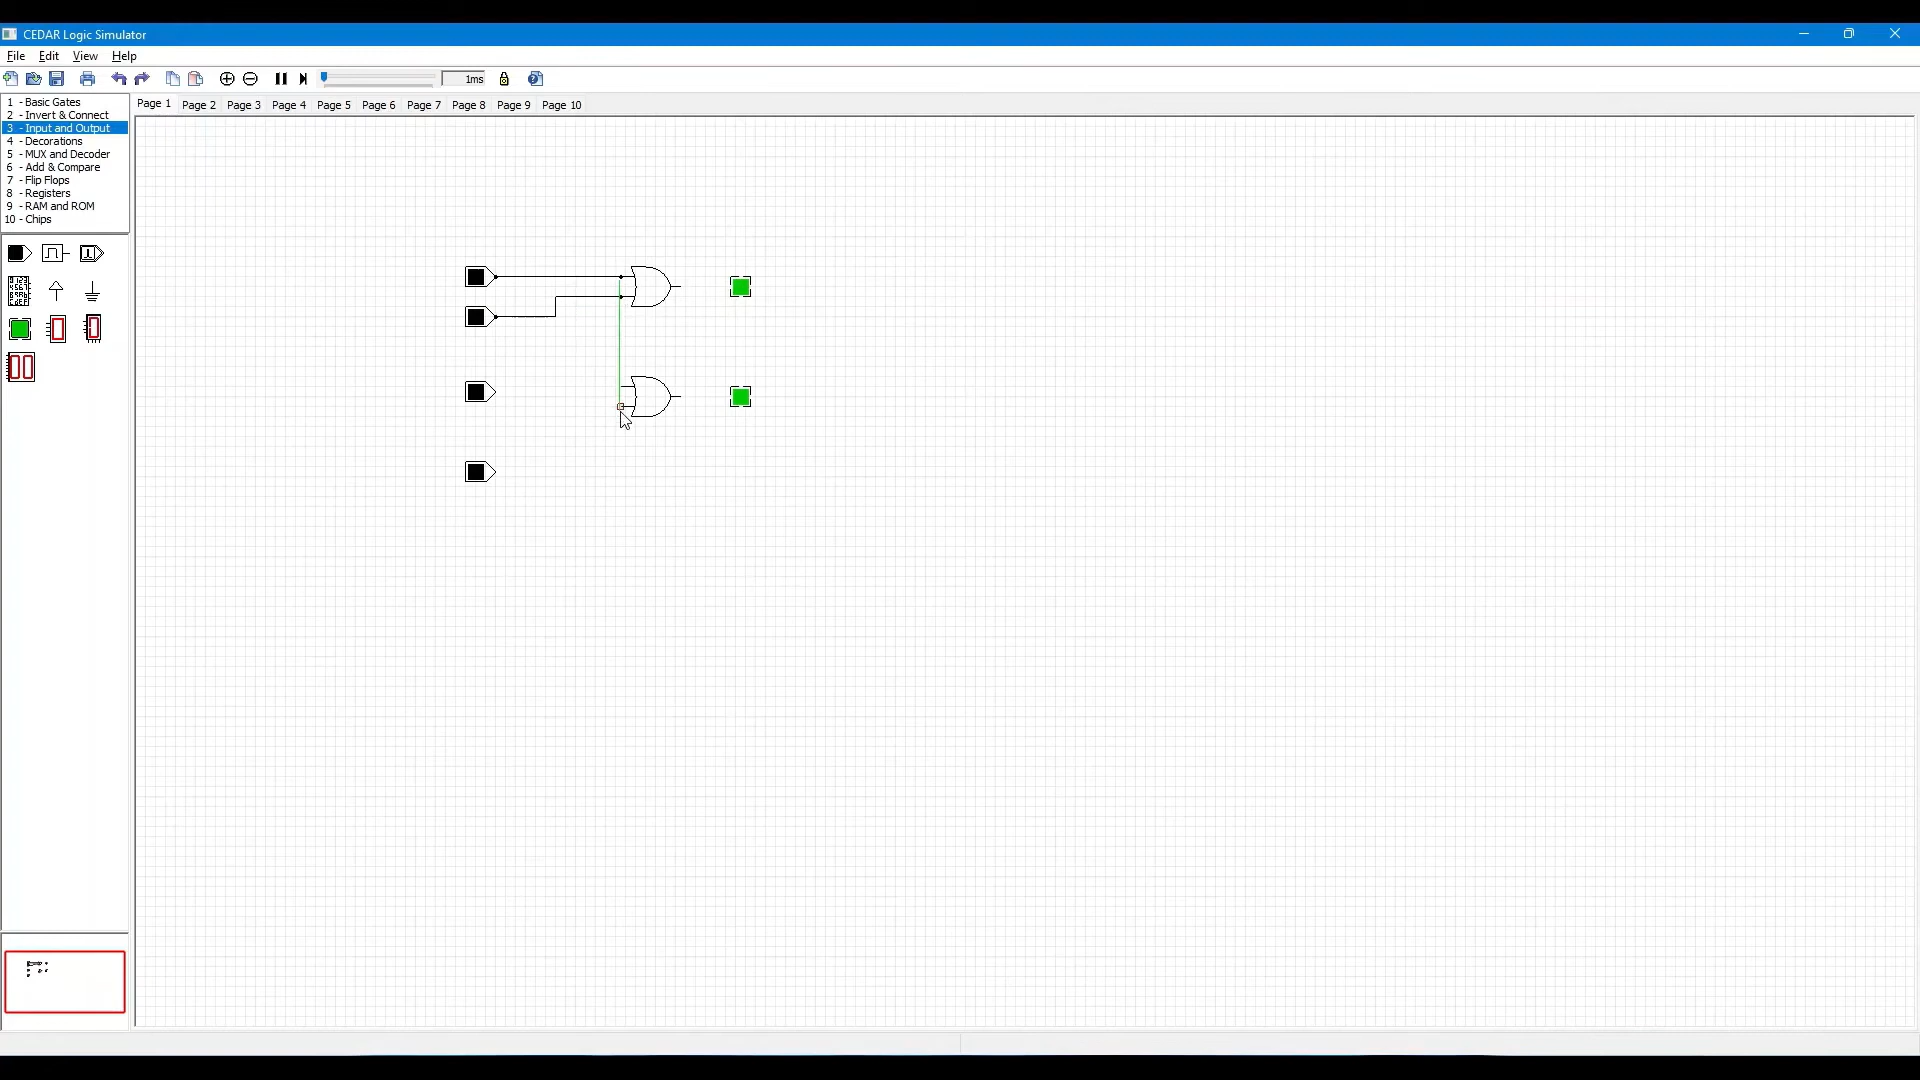 CEDAR Logic Simulator
File Edit View Help
1ms
1 - Basic Gates
2 - Invert & Connect
3 - Input and Output
4 - Decorations
5 - MUX and Decoder
6 - Add & Compare
7 - Flip Flops
8 - Registers
9 - RAM and ROM
10 - Chips
Page 1 Page 2 Page 3 Page 4 Page 5 Page 6 Page 7 Page 8 Page 9 Page 10